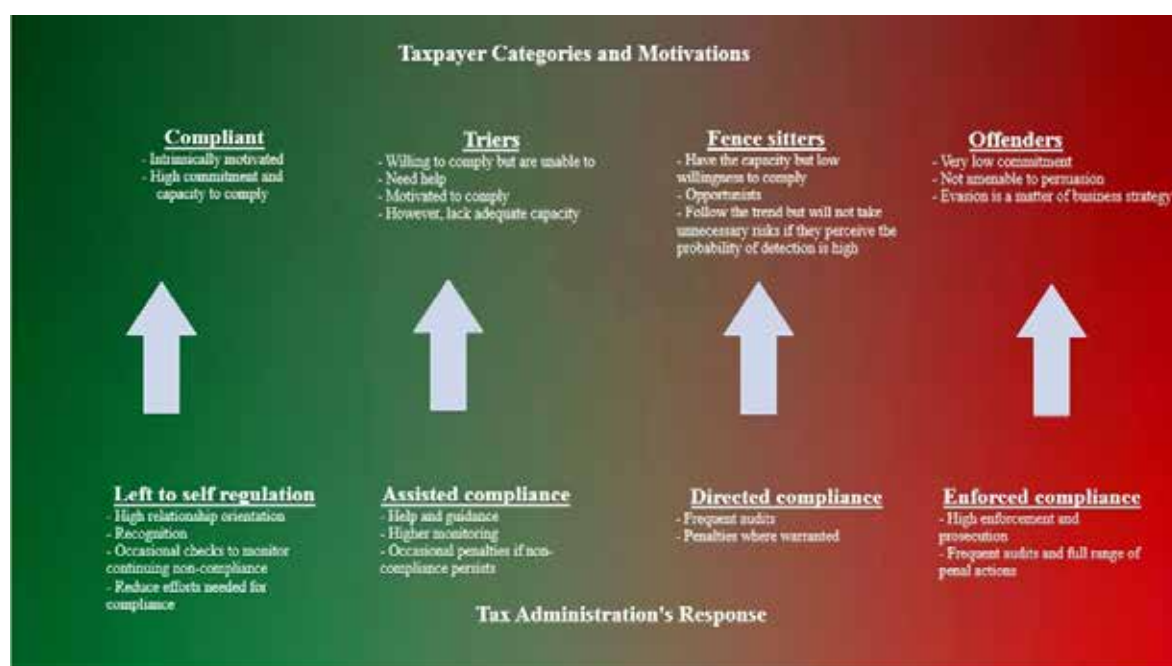 Taxpayer Categories and Motivations
Compliant
- Intrinsically motivated
- High commitment and
capacity to comply
Triers
- Willing to comply but are unable to
- Need help
- Motivated to comply
- However, lack adequate capacity
Fence sitters
- Have the capacity but low
willingness to comply
- Opportunists
- Follow the trend but will not take
unnecessary risks if they perceive the
probability of detection is high
Offenders
- Very low commitment
- Not amenable to persuasion
- Evasion is a matter of business strategy
Left to self regulation
- High relationship orientation
- Recognition
- Occasional checks to monitor
continuing non-compliance
- Reduce efforts needed for
compliance
Assisted compliance
- Help and guidance
- Higher monitoring
- Occasional penalties if non-
compliance persists
Directed compliance
- Frequent audits
- Penalties where warranted
Enforced compliance
- High enforcement and
prosecution
- Frequent audits and full range of
penal actions
Tax Administration's Response